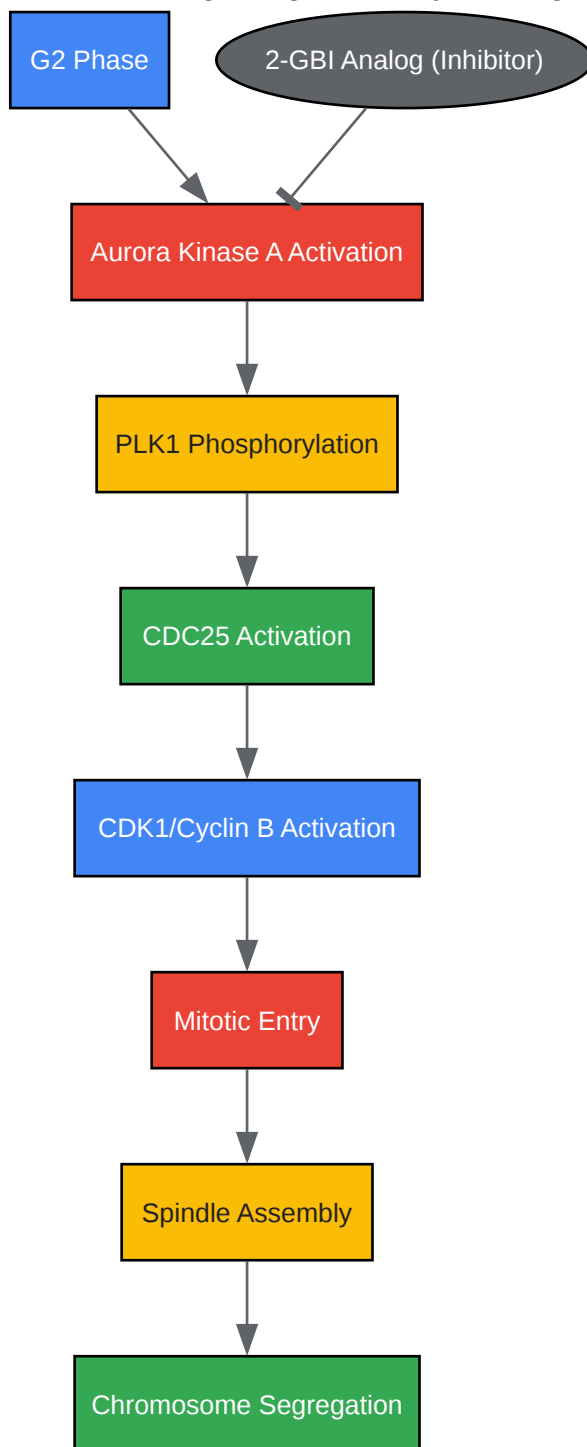 G2 Phase
2-GBI Analog (Inhibitor)
Aurora Kinase A Activation
PLK1 Phosphorylation
CDC25 Activation
CDK1/Cyclin B Activation
Mitotic Entry
Spindle Assembly
Chromosome Segregation